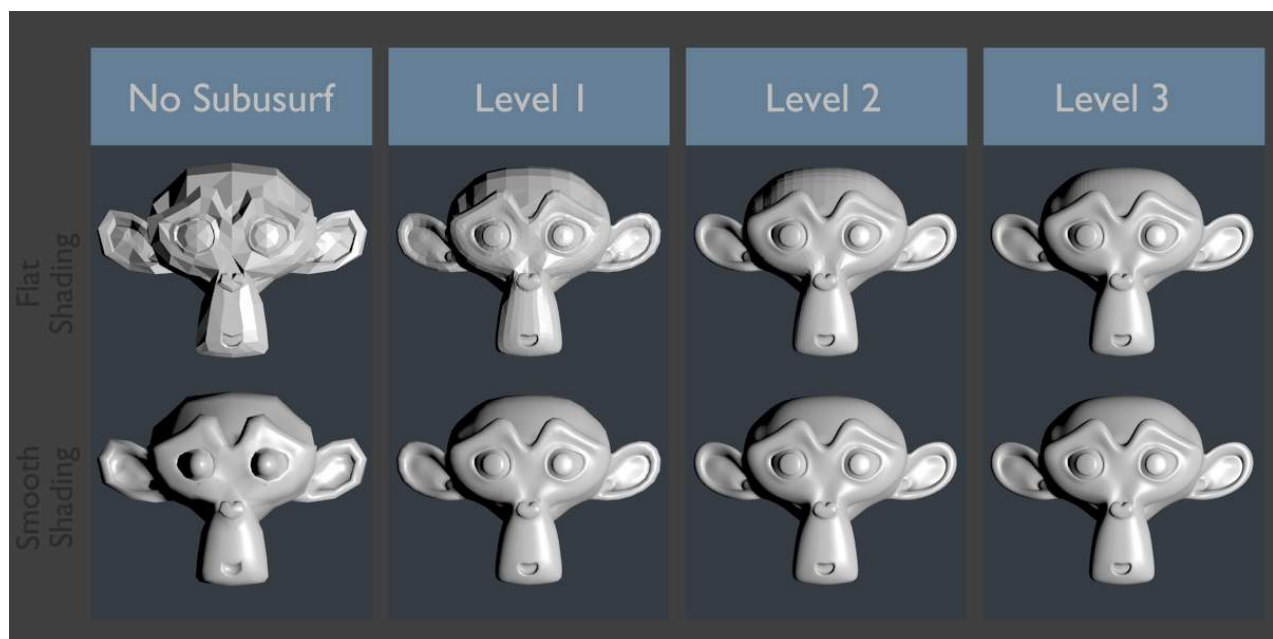 No Subusurf
Level 1
Level 2
Level 3
Flat
Shading
Smooth
Shading